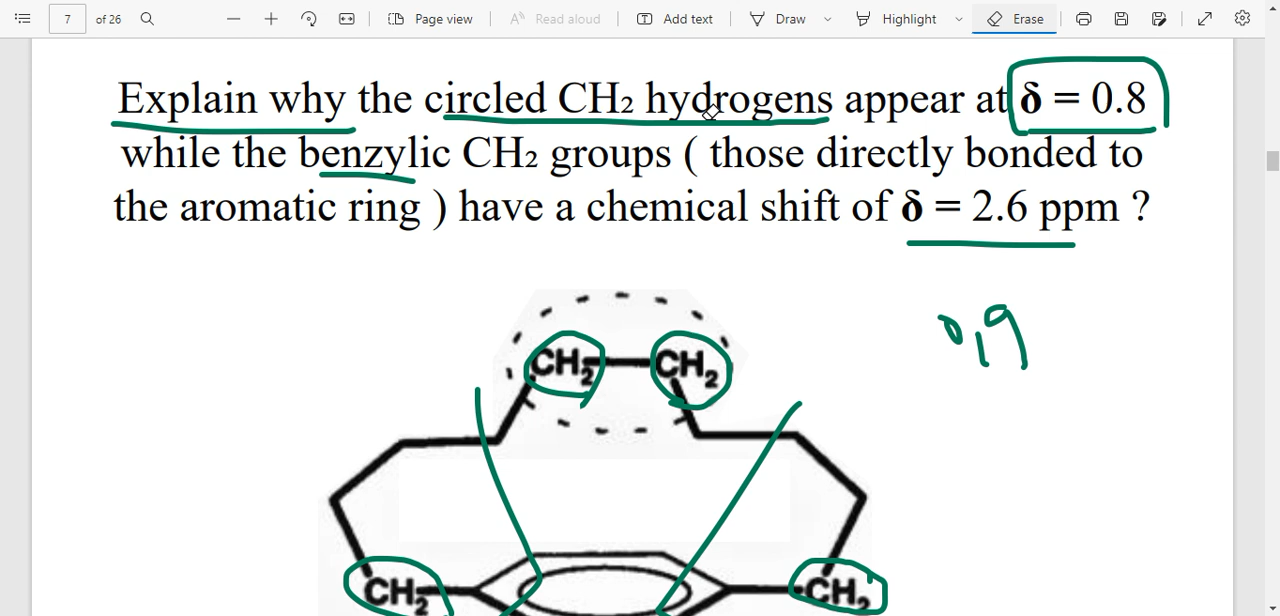 7 of 26 Page view Read aloud Add text Draw Highlight Erase
Explain why the circled CH₂ hydrogens appear at δ = 0.8
while the benzylic CH₂ groups ( those directly bonded to
the aromatic ring ) have a chemical shift of δ = 2.6 ppm ?
CH₂ CH₂
CH₂ CH₂